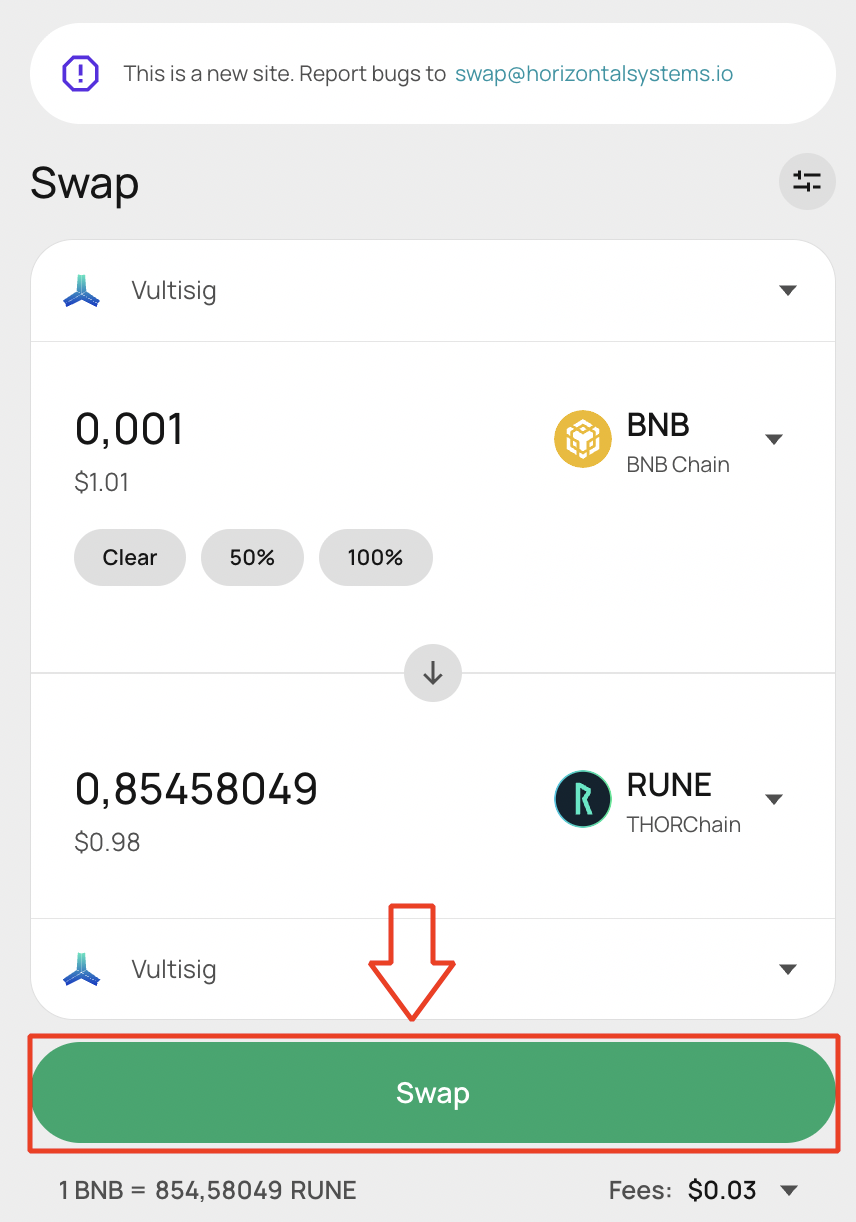 This is a new site. Report bugs to swap@horizontalsystems.io
Swap
Vultisig
0,001
BNB
$1.01
BNB Chain
Clear
50%
100%
0,85458049
RUNE
$0.98
THORChain
Vultisig
Swap
1 BNB = 854,58049 RUNE
Fees: $0.03